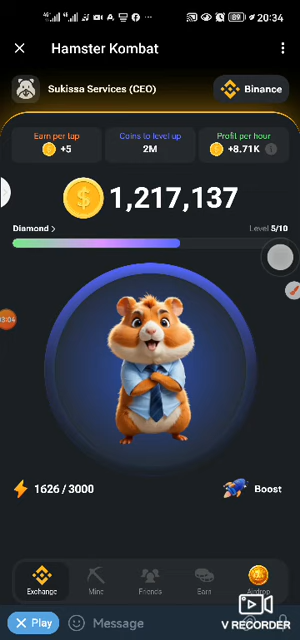 20:34
Hamster Kombat
Sukissa Services (CEO)
Binance
Earn per tap
+5
Coins to level up
2M
Profit per hour
+8.71K
1,217,137
Diamond >
Level 5/10
03:04
1626 / 3000
Boost
Exchange
Mine
Friends
Earn
Airdrop
Play
Message
V RECORDER